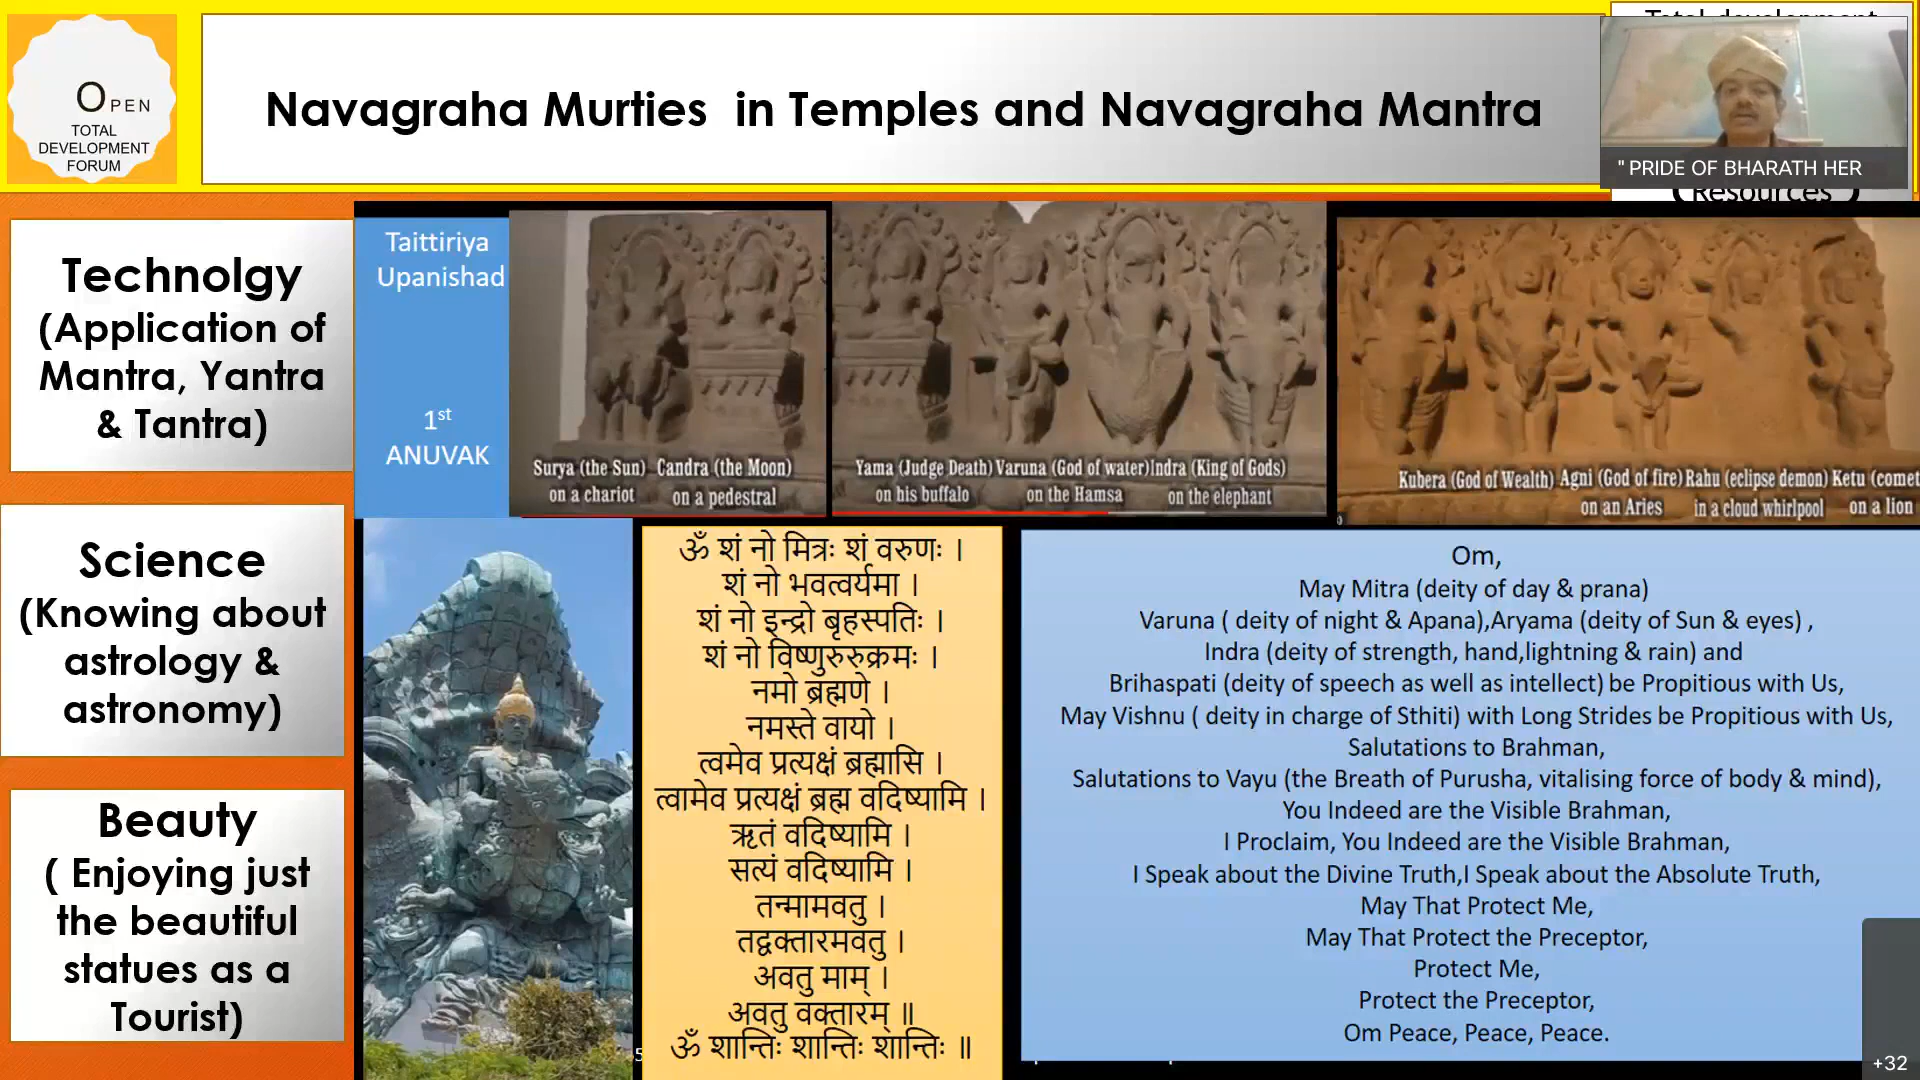 OPEN
TOTAL
DEVELOPMENT
FORUM
Navagraha Murties in Temples and Navagraha Mantra
Total development
" PRIDE OF BHARATH HER
Resources
Technolgy
(Application of
Mantra, Yantra
& Tantra)
Science
(Knowing about
astrology &
astronomy)
Beauty
( Enjoying just
the beautiful
statues as a
Tourist)
Taittiriya
Upanishad
1st
ANUVAK
Surya (the Sun)
on a chariot
Candra (the Moon)
on a pedestral
Yama (Judge Death)
on his buffalo
Varuna (God of water)
on the Hamsa
Indra (King of Gods)
on the elephant
Kubera (God of Wealth)
Agni (God of fire)
on an Aries
Rahu (eclipse demon)
in a cloud whirlpool
Ketu (comet
on a lion
ॐ शं नो मित्रः शं वरुणः ।
शं नो भवत्वर्यमा ।
शं नो इन्द्रो बृहस्पतिः ।
शं नो विष्णुरुरुक्रमः ।
नमो ब्रह्मणे ।
नमस्ते वायो ।
त्वमेव प्रत्यक्षं ब्रह्मासि ।
त्वामेव प्रत्यक्षं ब्रह्म वदिष्यामि ।
ऋतं वदिष्यामि ।
सत्यं वदिष्यामि ।
तन्मामवतु ।
तद्वक्तारमवतु ।
अवतु माम् ।
अवतु वक्तारम् ॥
ॐ शान्तिः शान्तिः शान्तिः ॥
Om,
May Mitra (deity of day & prana)
Varuna ( deity of night & Apana),Aryama (deity of Sun & eyes) ,
Indra (deity of strength, hand,lightning & rain) and
Brihaspati (deity of speech as well as intellect) be Propitious with Us,
May Vishnu ( deity in charge of Sthiti) with Long Strides be Propitious with Us,
Salutations to Brahman,
Salutations to Vayu (the Breath of Purusha, vitalising force of body & mind),
You Indeed are the Visible Brahman,
I Proclaim, You Indeed are the Visible Brahman,
I Speak about the Divine Truth,I Speak about the Absolute Truth,
May That Protect Me,
May That Protect the Preceptor,
Protect Me,
Protect the Preceptor,
Om Peace, Peace, Peace.
+32